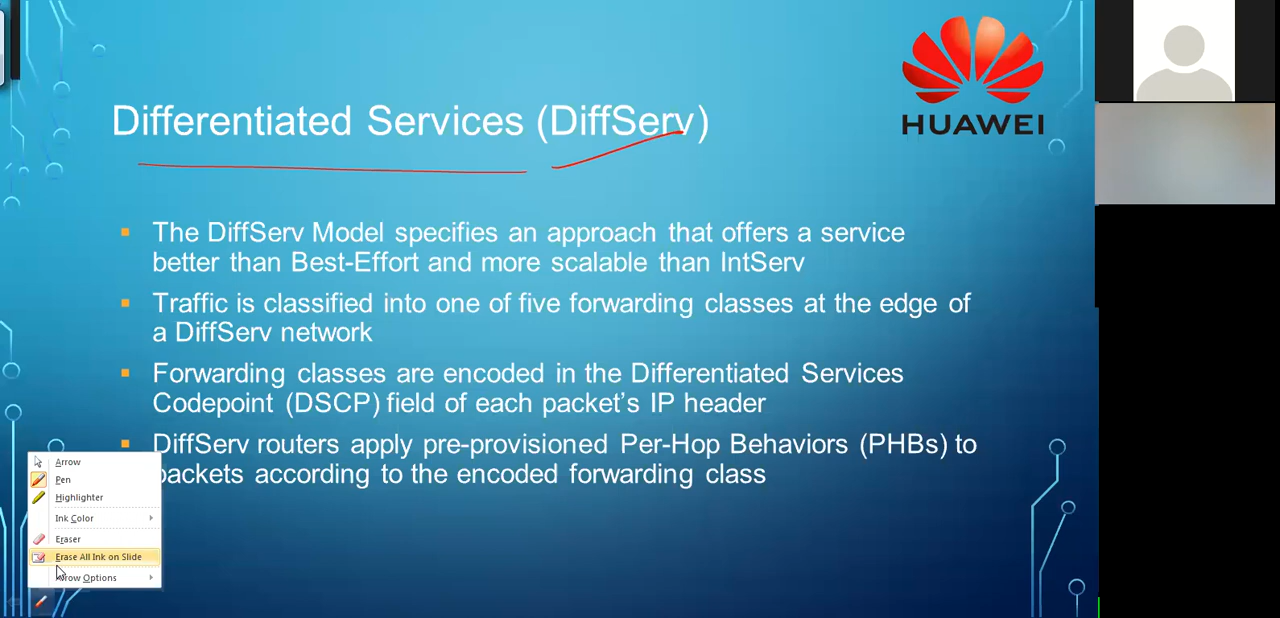 Differentiated Services (DiffServ)
HUAWEI
▪ The DiffServ Model specifies an approach that offers a service
better than Best-Effort and more scalable than IntServ
▪ Traffic is classified into one of five forwarding classes at the edge of
a DiffServ network
▪ Forwarding classes are encoded in the Differentiated Services
Codepoint (DSCP) field of each packet's IP header
▪ DiffServ routers apply pre-provisioned Per-Hop Behaviors (PHBs) to
packets according to the encoded forwarding class
Arrow
Pen
Highlighter
Ink Color
Eraser
Erase All Ink on Slide
Arrow Options